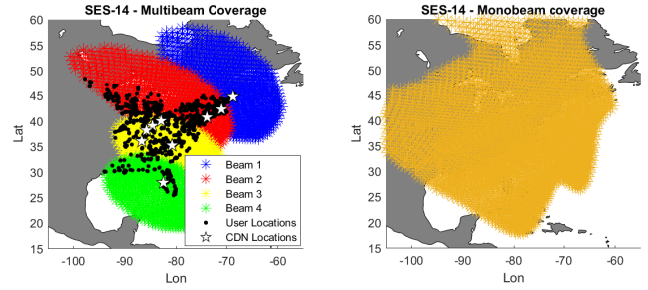 SES-14 - Multibeam Coverage
60
55
50
45
40
35
30
25
20
15
Lat
-100
-90
-80
-70
-60
Lon
Beam 1
Beam 2
Beam 3
Beam 4
User Locations
CDN Locations
SES-14 - Monobeam coverage
60
55
50
45
40
35
30
25
20
15
Lat
-100
-90
-80
-70
-60
Lon